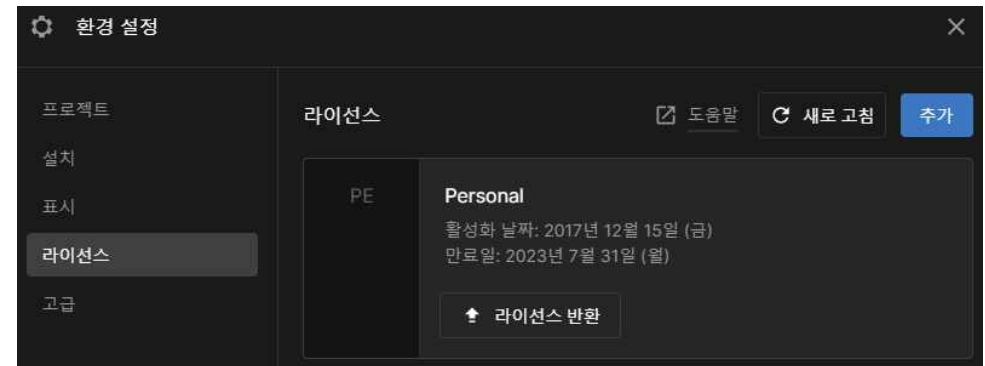 환경 설정
프로젝트
설치
표시
라이선스
고급
라이선스
도움말
새로 고침
추가
PE
Personal
활성화 날짜: 2017년 12월 15일 (금)
만료일: 2023년 7월 31일 (월)
라이선스 반환